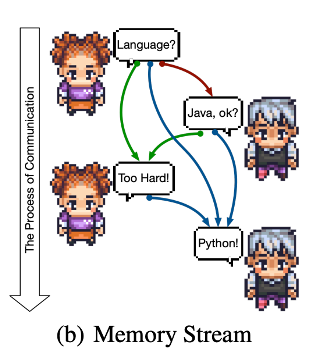 The Process of Communication
Language?
Java, ok?
Too Hard!
Python!
(b) Memory Stream